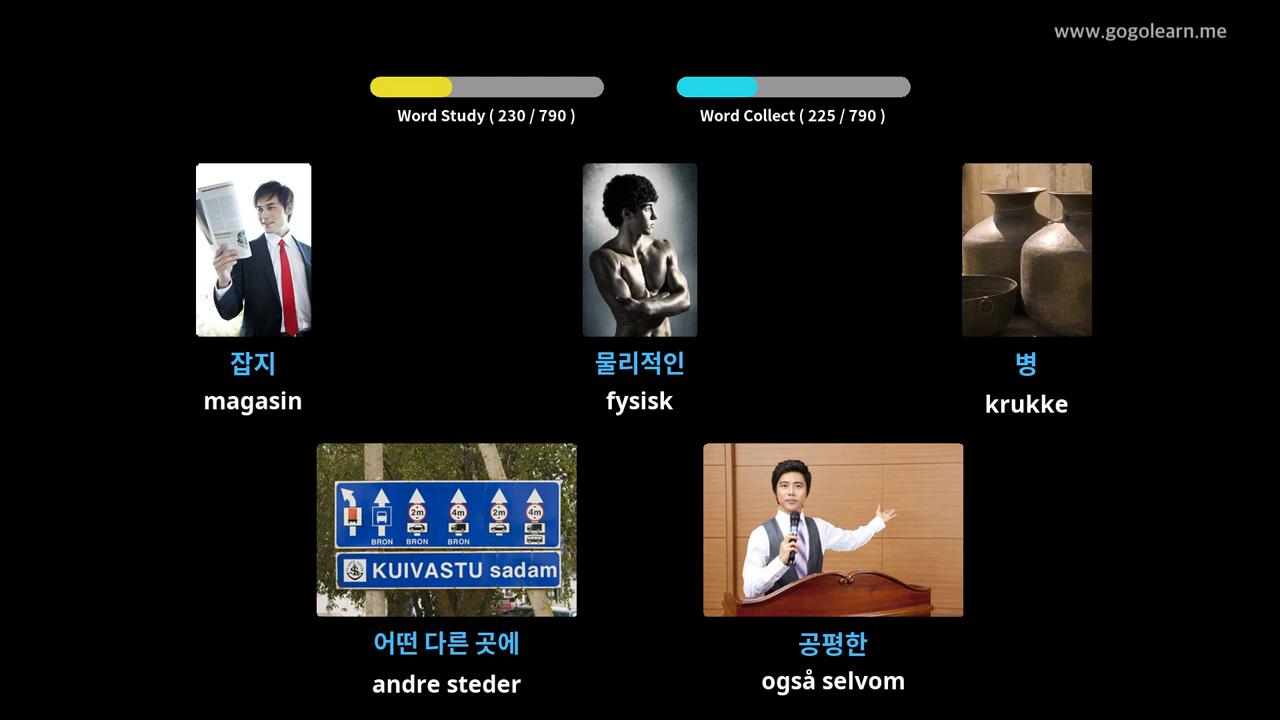 www.gogolearn.me
Word Study ( 230 / 790 )
Word Collect ( 225 / 790 )
잡지
magasin
물리적인
fysisk
병
krukke
2m
4m
2m
4m
BRON
BRON
BRON
KUIVASTU sadam
어떤 다른 곳에
andre steder
공평한
også selvom